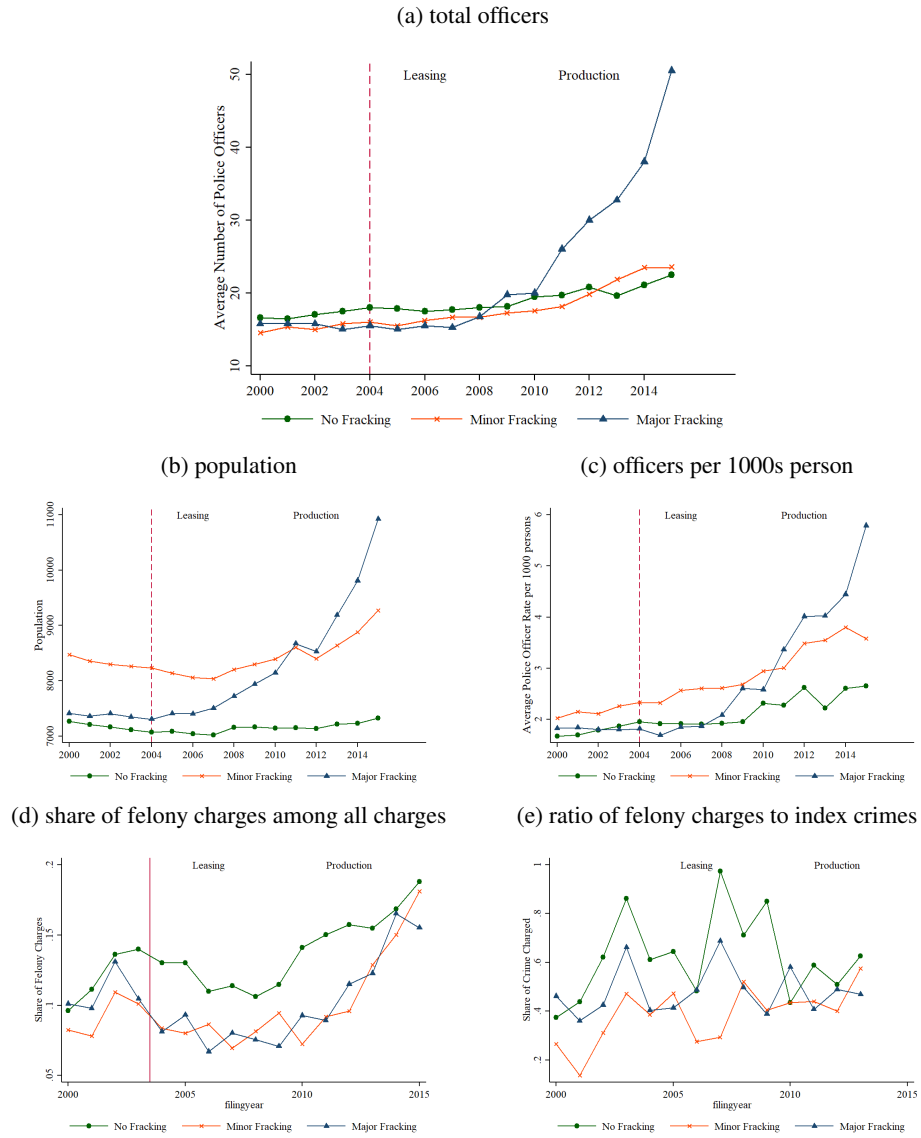 (a) total officers
Average Number of Police Officers
50
40
30
20
10
Leasing
Production
2000 2002 2004 2006 2008 2010 2012 2014
No Fracking Minor Fracking Major Fracking
(b) population
Population
11000
10000
9000
8000
7000
Leasing
Production
2000 2002 2004 2006 2008 2010 2012 2014
No Fracking Minor Fracking Major Fracking
(c) officers per 1000s person
Average Police Officer Rate per 1000 persons
6
5
4
3
2
Leasing
Production
2000 2002 2004 2006 2008 2010 2012 2014
No Fracking Minor Fracking Major Fracking
(d) share of felony charges among all charges
Share of Felony Charges
.2
.15
.1
.05
Leasing
Production
2000 2005 2010 2015
filingyear
No Fracking Minor Fracking Major Fracking
(e) ratio of felony charges to index crimes
Share of Crime Charged
1
.8
.6
.4
.2
Leasing
Production
2000 2005 2010 2015
filingyear
No Fracking Minor Fracking Major Fracking